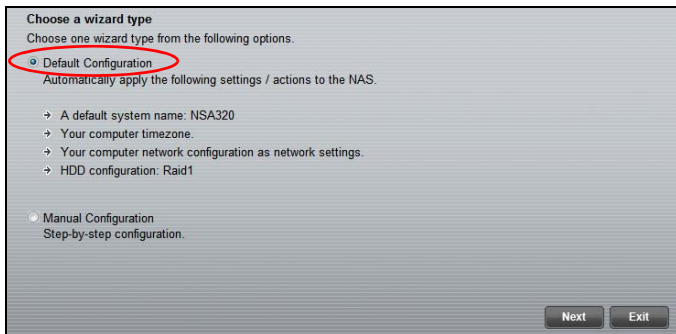 Choose a wizard type
Choose one wizard type from the following options.
Default Configuration
Automatically apply the following settings / actions to the NAS.
A default system name: NSA320
Your computer timezone.
Your computer network configuration as network settings.
HDD configuration: Raid1
Manual Configuration
Step-by-step configuration.
Next Exit